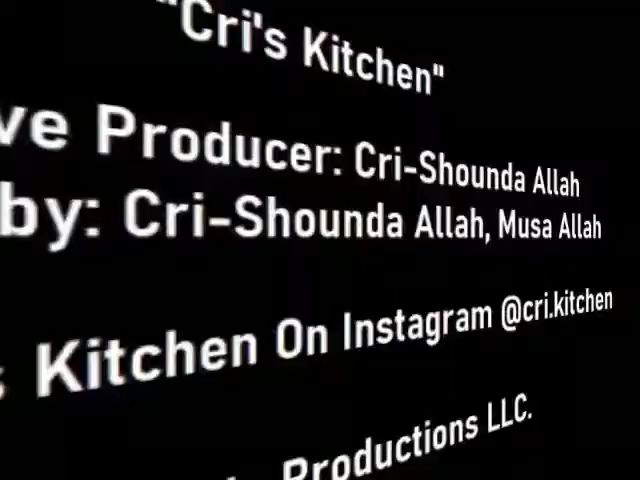 "Cri's Kitchen"
ve Producer: Cri-Shounda Allah
by: Cri-Shounda Allah, Musa Allah
s Kitchen On Instagram @cri.kitchen
Productions LLC.